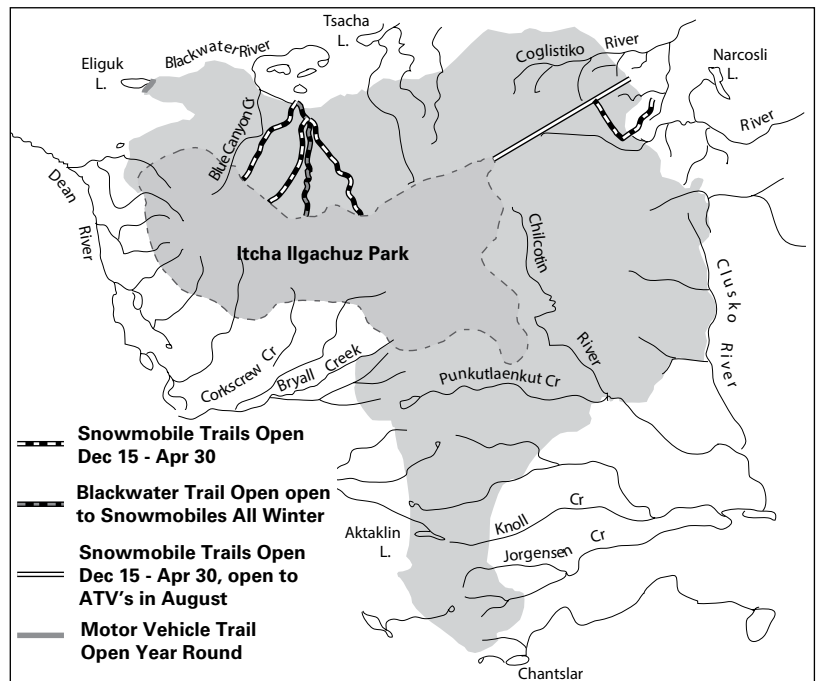 Tsacha
L.
Blackwater River
Coglistiko River
Eliguk
L.
Narcosli
L.
Blue Canyon Cr
River
Dean
River
Itcha Ilgachuz Park
Chilcotin
River
Clusko
River
Corkscrew Cr
Bryall Creek
Punkutlaenkut Cr
Snowmobile Trails Open
Dec 15 - Apr 30
Blackwater Trail Open open
to Snowmobiles All Winter
Aktaklin
L.
Knoll Cr
Jorgensen Cr
Snowmobile Trails Open
Dec 15 - Apr 30, open to
ATV's in August
Motor Vehicle Trail
Open Year Round
Chantslar